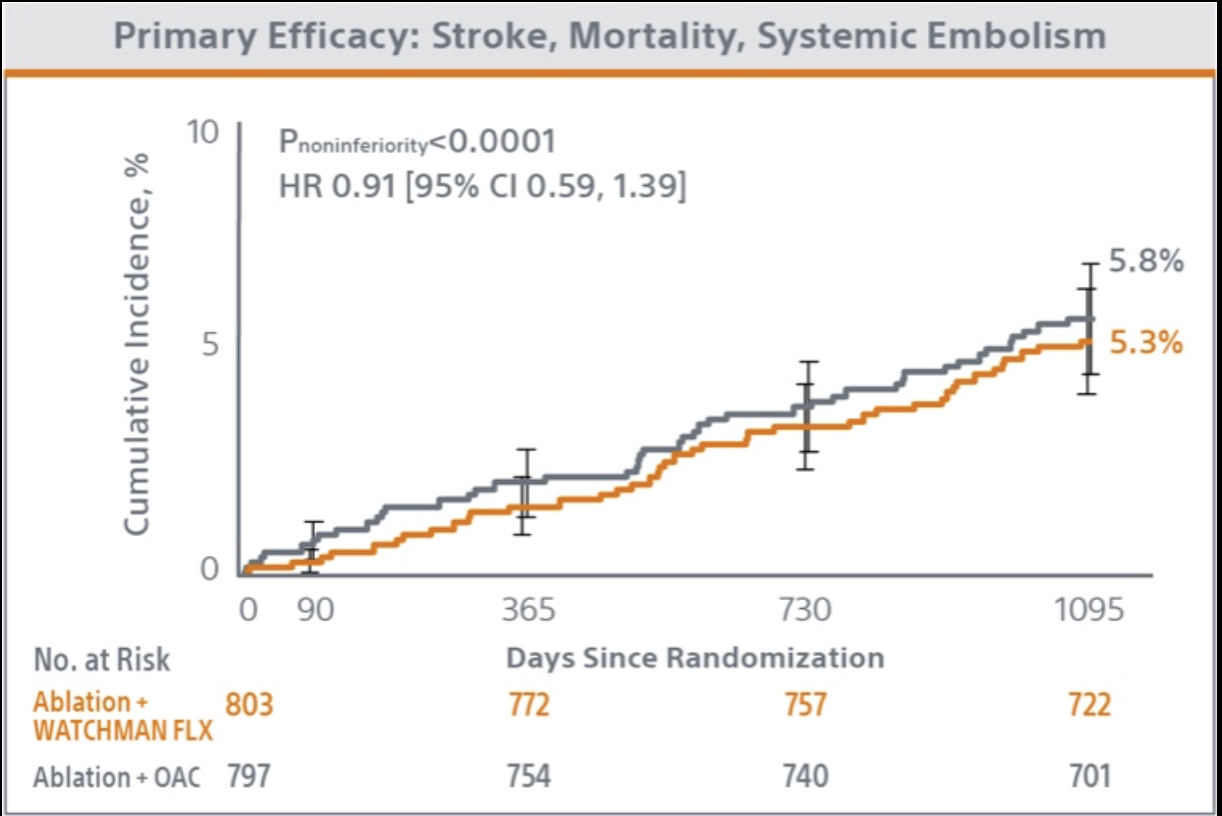 Primary Efficacy: Stroke, Mortality, Systemic Embolism
Pnoninferiority<0.0001
HR 0.91 [95% CI 0.59, 1.39]
Cumulative Incidence, %
10
5
0
5.8%
5.3%
0 90 365 730 1095
No. at Risk Days Since Randomization
Ablation +
WATCHMAN FLX 803 772 757 722
Ablation + OAC 797 754 740 701